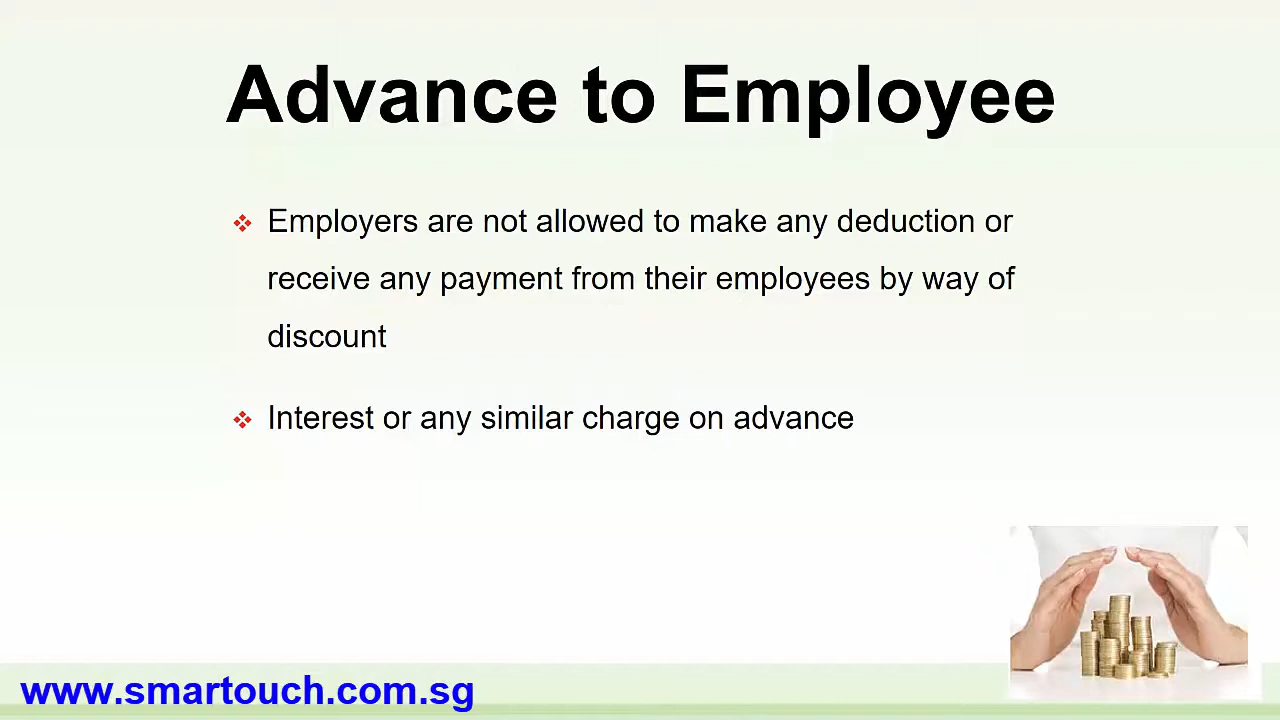 Advance to Employee
Employers are not allowed to make any deduction or
receive any payment from their employees by way of
discount
Interest or any similar charge on advance
www.smartouch.com.sg